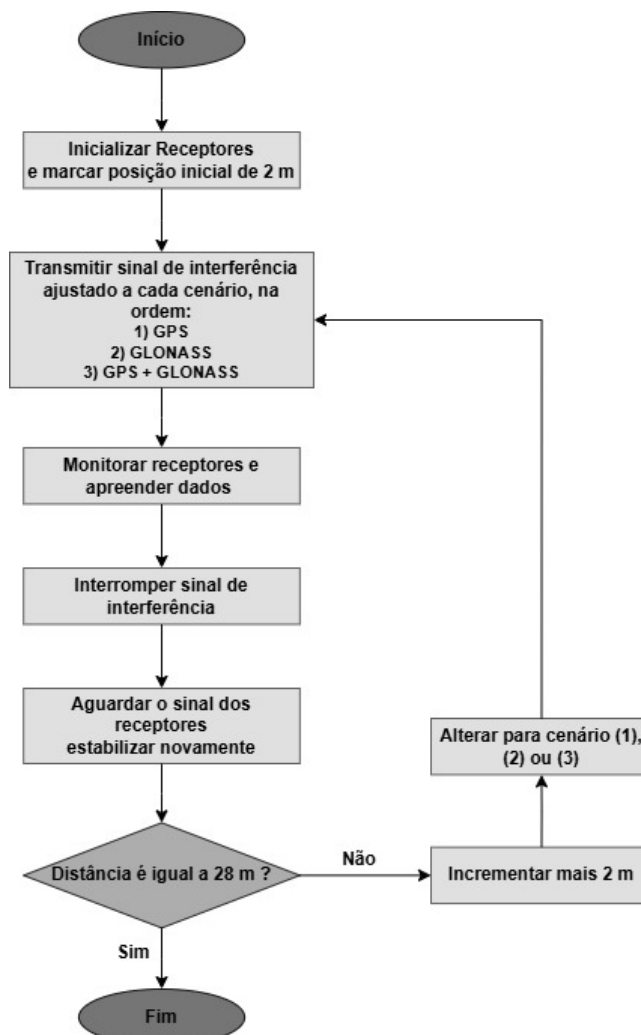 Início
Inicializar Receptores
e marcar posição inicial de 2 m
Transmitir sinal de interferência
ajustado a cada cenário, na
ordem:
1) GPS
2) GLONASS
3) GPS + GLONASS
Monitorar receptores e
apreender dados
Interromper sinal de
interferência
Aguardar o sinal dos
receptores
estabilizar novamente
Alterar para cenário (1),
(2) ou (3)
Distância é igual a 28 m ?
Não
Incrementar mais 2 m
Sim
Fim